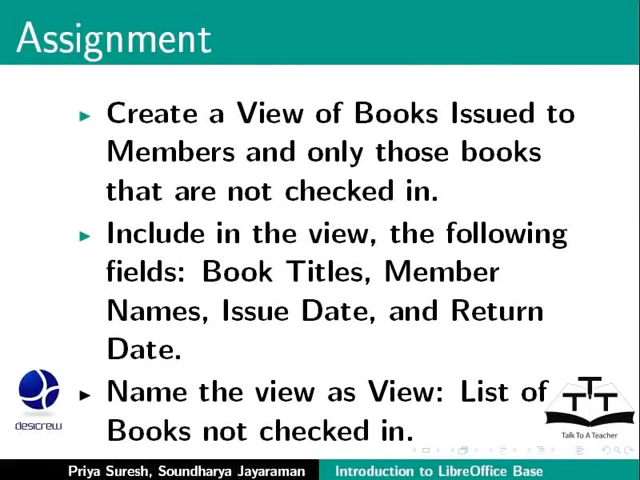 Assignment
Create a View of Books Issued to
Members and only those books
that are not checked in.
Include in the view, the following
fields: Book Titles, Member
Names, Issue Date, and Return
Date.
Name the view as View: List of
Books not checked in.
desicrew
TTT
Talk To A Teacher
Priya Suresh, Soundharya Jayaraman
Introduction to LibreOffice Base